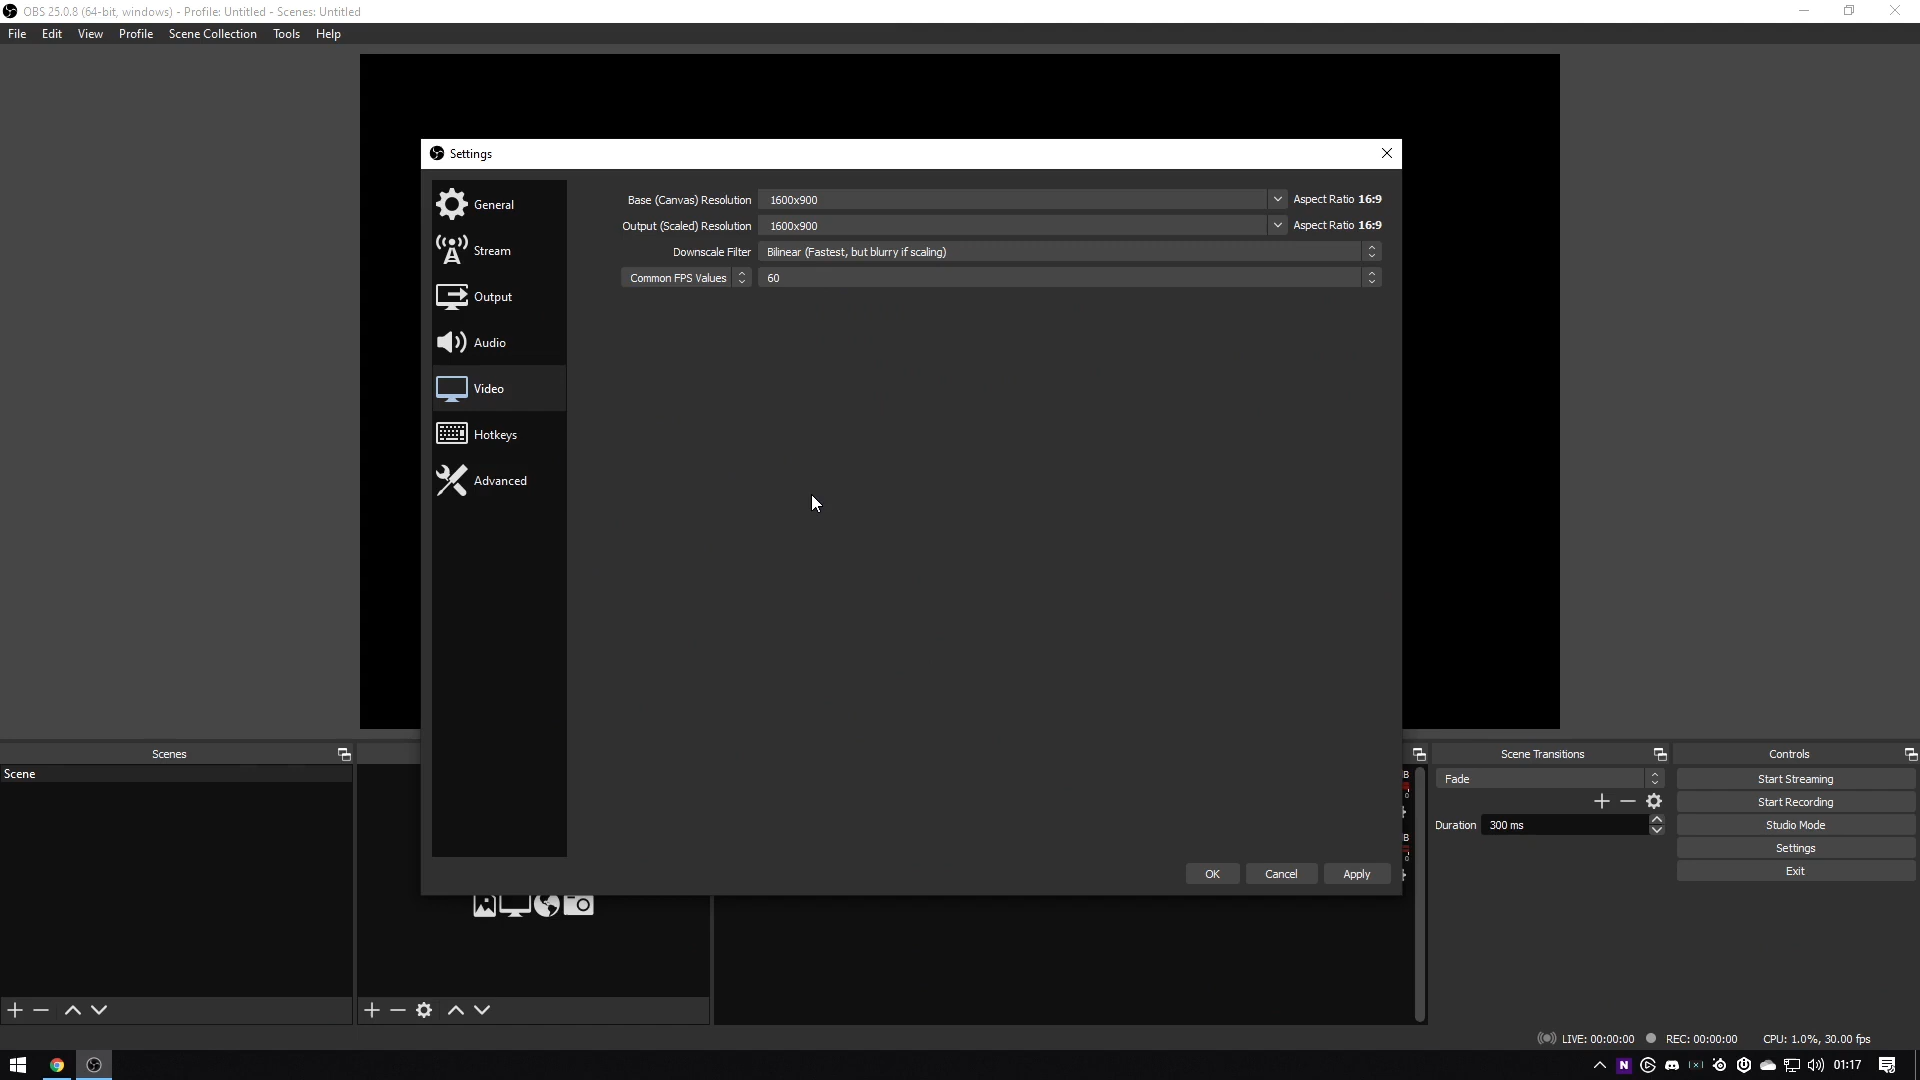 OBS 25.0.8 (64-bit, windows) - Profile: Untitled - Scenes: Untitled
File Edit View Profile Scene Collection Tools Help
Settings
General
Stream
Output
Audio
Video
Hotkeys
Advanced
Base (Canvas) Resolution 1600x900 Aspect Ratio 16:9
Output (Scaled) Resolution 1600x900 Aspect Ratio 16:9
Downscale Filter Bilinear (Fastest, but blurry if scaling)
Common FPS Values 60
OK Cancel Apply
Scenes
Scene
Scene Transitions
Fade
Duration 300 ms
Controls
Start Streaming
Start Recording
Studio Mode
Settings
Exit
B
0
B
0
LIVE: 00:00:00 REC: 00:00:00 CPU: 1.0%, 30.00 fps
N
01:17